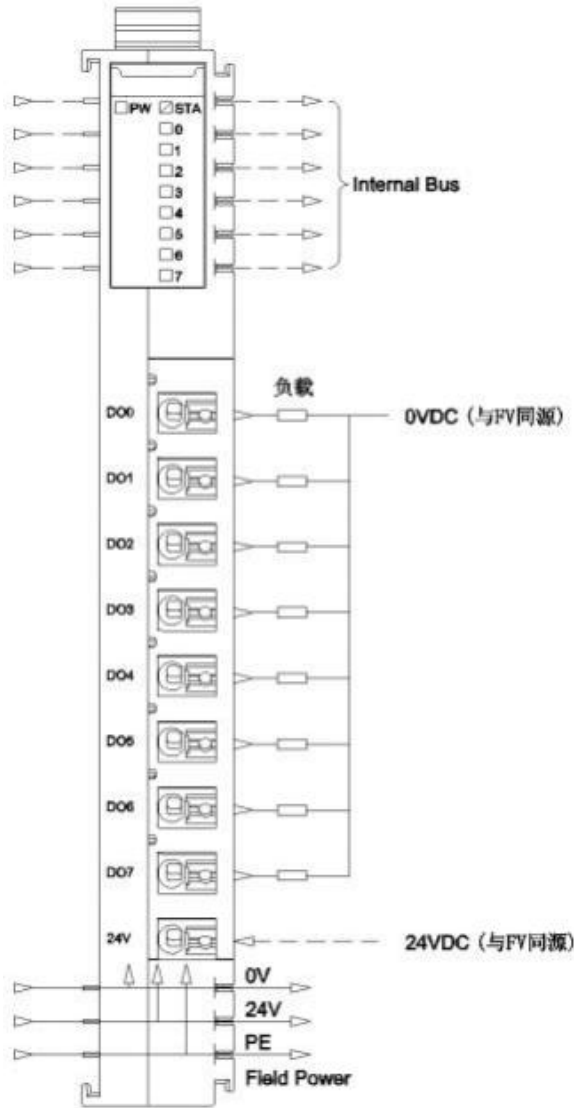 PW STA
0
1
2
3
4
5
6
7
Internal Bus
负载
DO0
0VDC (与FV同源)
DO1
DO2
DO3
DO4
DO5
DO6
DO7
24V
24VDC (与FV同源)
0V
24V
PE
Field Power